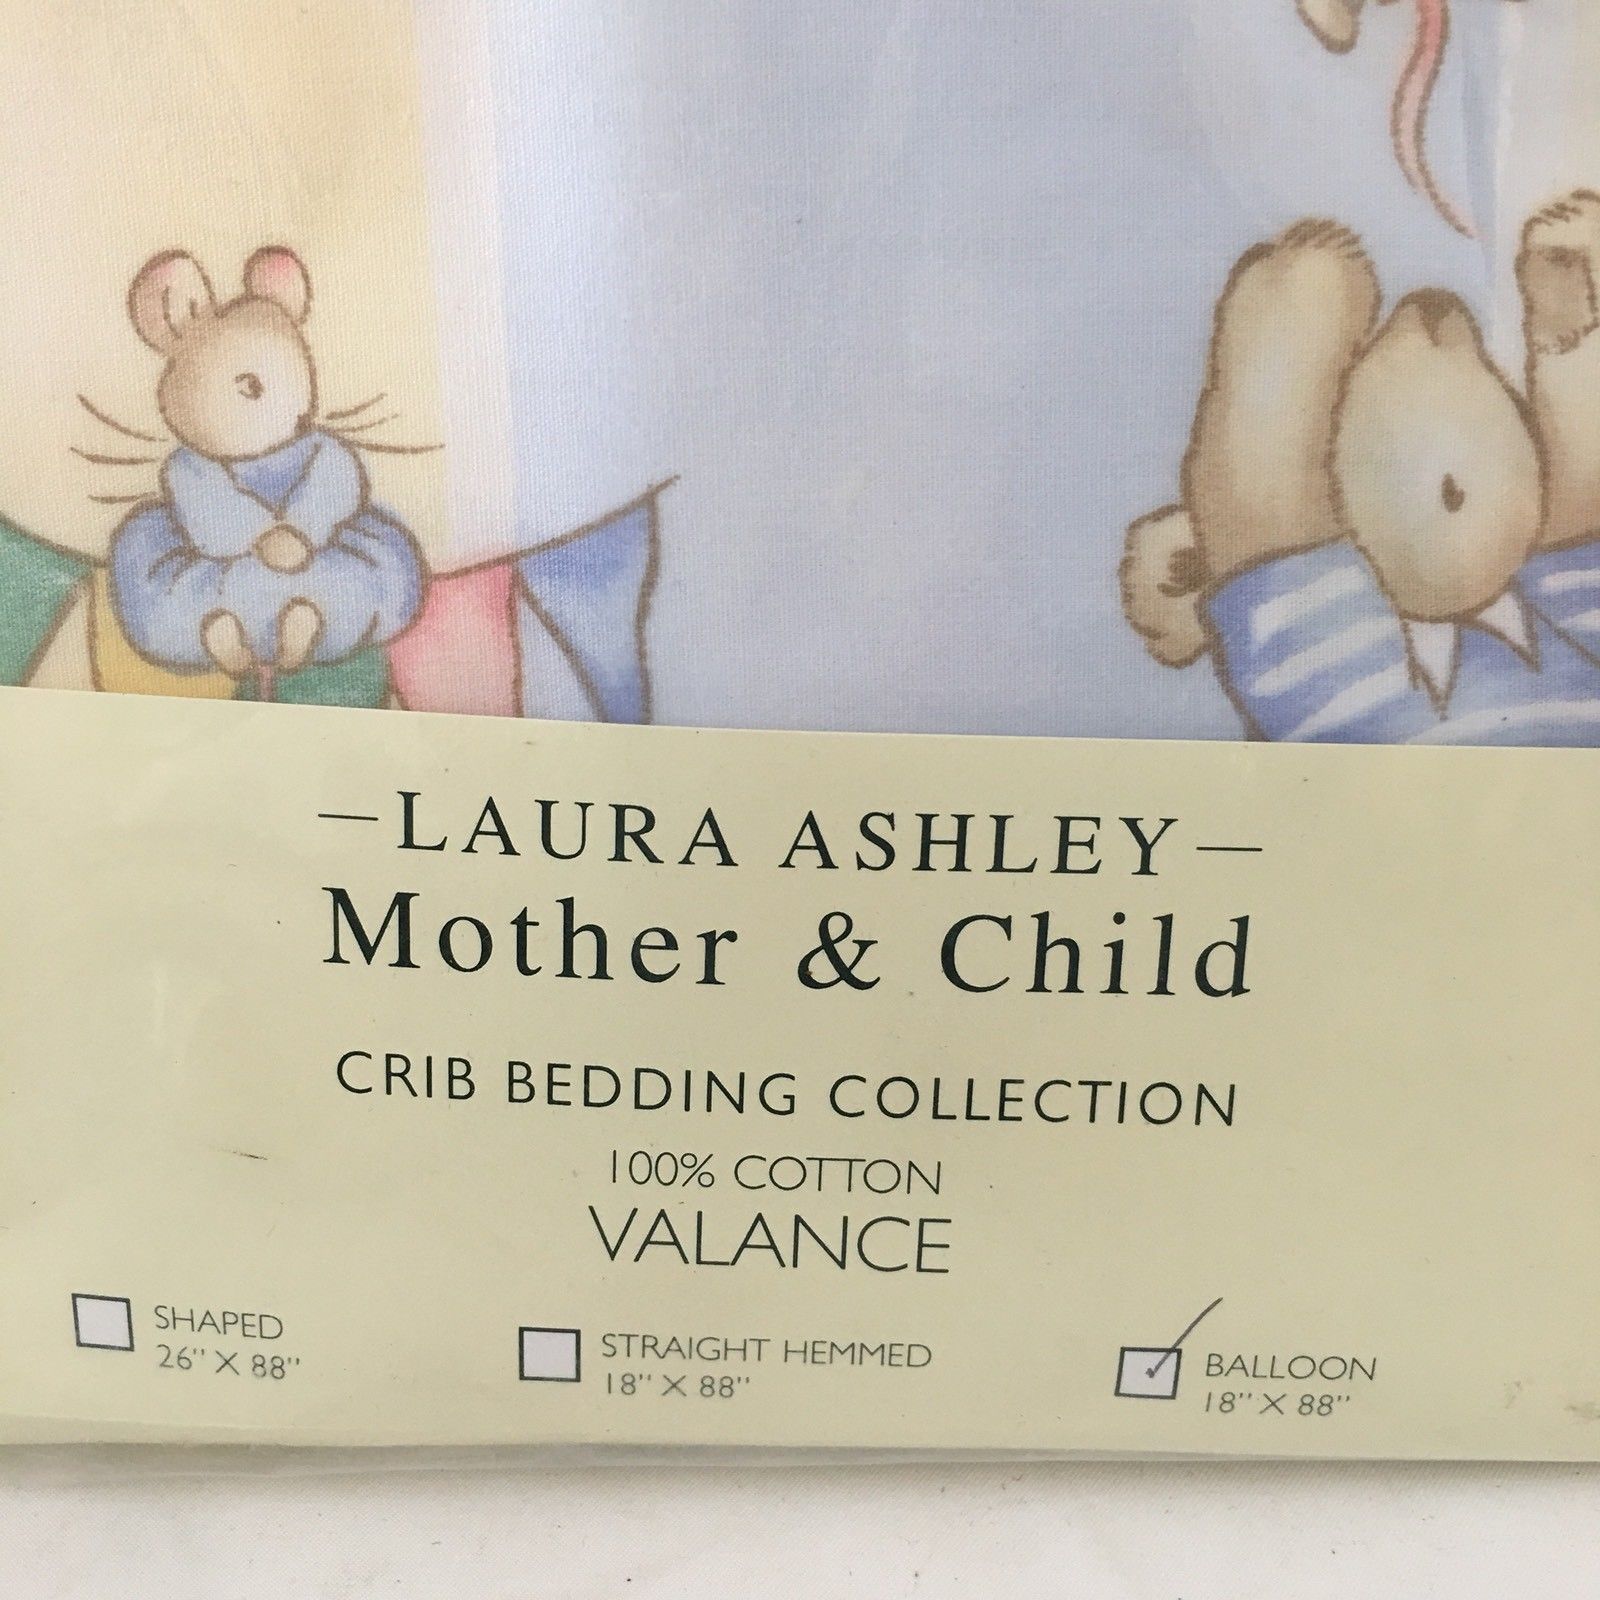 —LAURA ASHLEY—
Mother & Child
CRIB BEDDING COLLECTION
100% COTTON
VALANCE
SHAPED
26" X 88"
STRAIGHT HEMMED
18" X 88"
BALLOON
18" X 88"